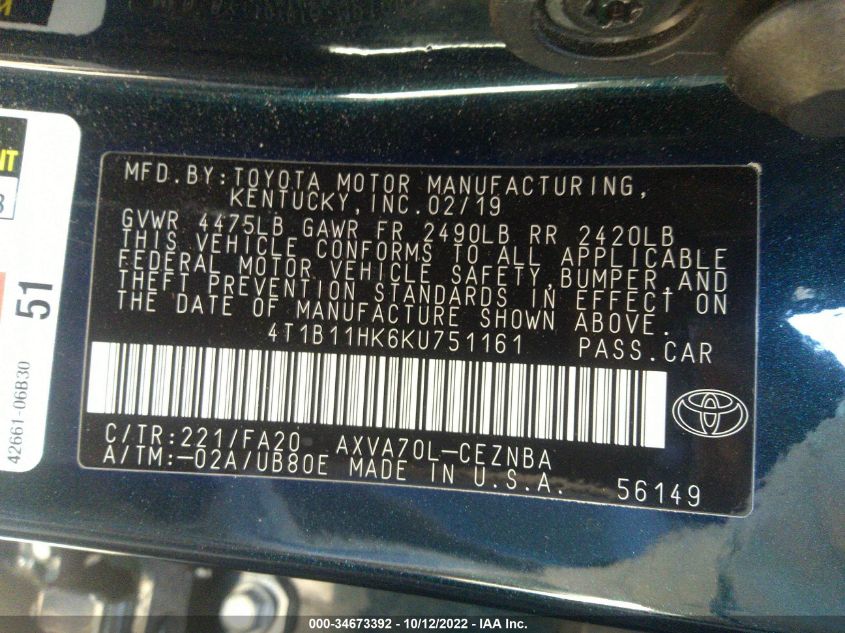 MFD.BY:TOYOTA MOTOR MANUFACTURING,
KENTUCKY,INC.02/19
GVWR 4475LB GAWR FR 2490LB RR 2420LB
THIS VEHICLE CONFORMS TO ALL APPLICABLE
FEDERAL MOTOR VEHICLE SAFETY,BUMPER,AND
THEFT PREVENTION STANDARDS IN EFFECT ON
THE DATE OF MANUFACTURE SHOWN ABOVE.
4T1B11HK6KU751161 PASS.CAR
C/TR:221/FA20 AXVA70L-CEZNBA
A/TM:-02A/UB80E MADE IN U.S.A. 56149
51
42661-06B30
000-34673392 - 10/12/2022 - IAA Inc.